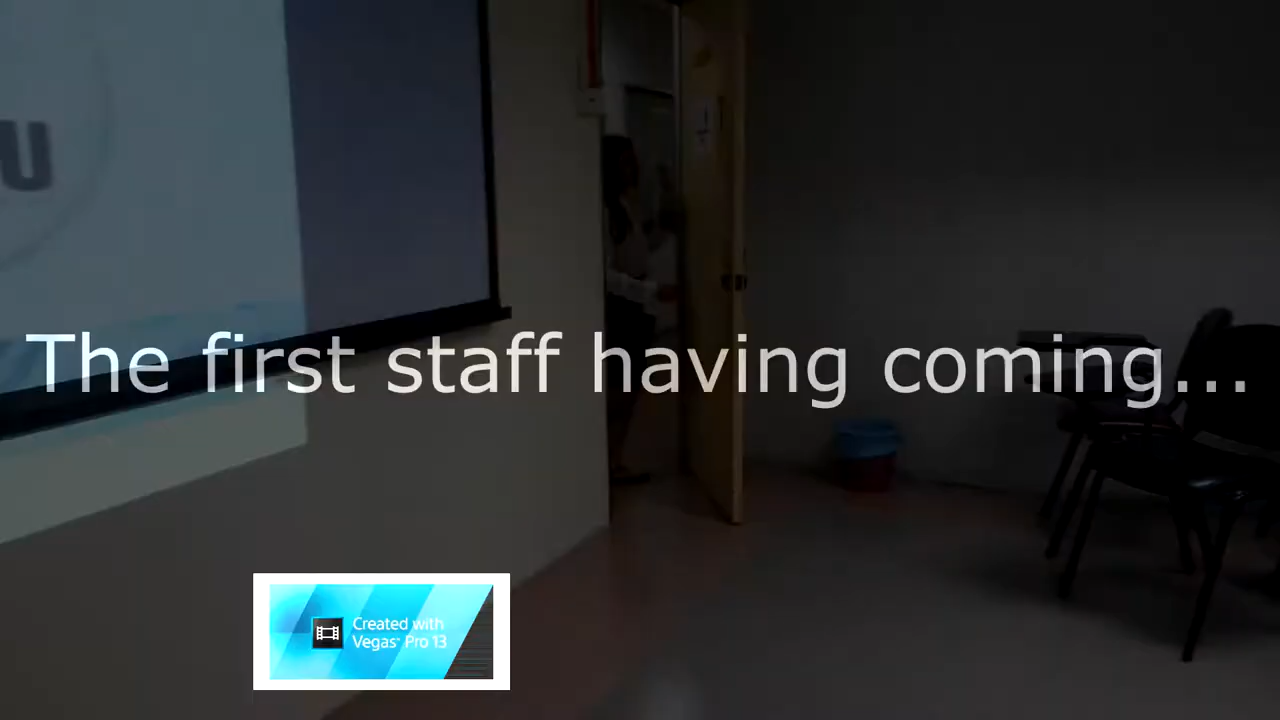 U
The first staff having coming...
Created with
Vegas® Pro 13